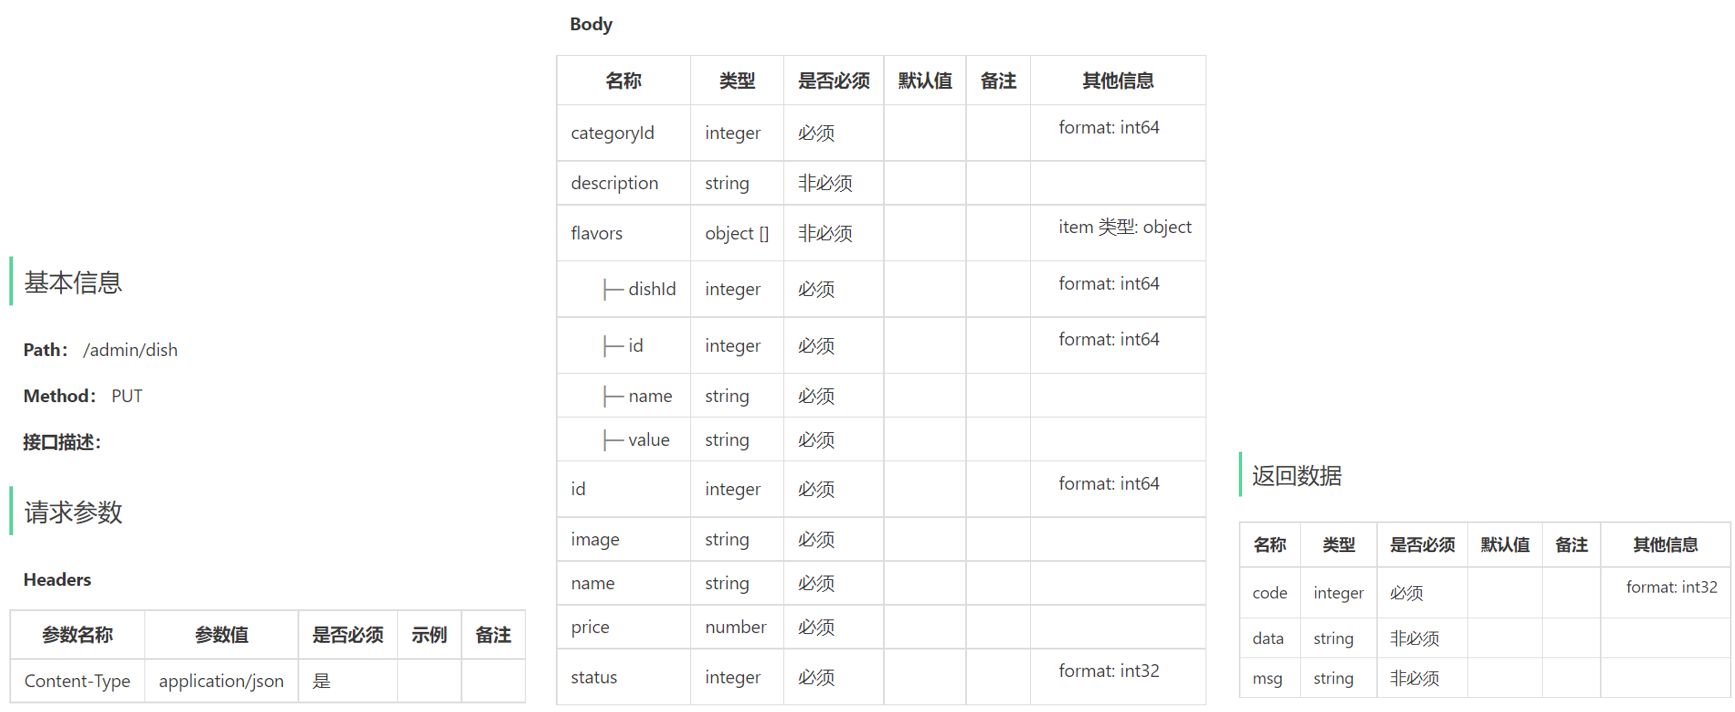 基本信息
Path： /admin/dish
Method： PUT
接口描述：
请求参数
Headers
参数名称 参数值 是否必须 示例 备注
Content-Type application/json 是
Body
名称 类型 是否必须 默认值 备注 其他信息
categoryId integer 必须 format: int64
description string 非必须
flavors object [] 非必须 item 类型: object
├─ dishId integer 必须 format: int64
├─ id integer 必须 format: int64
├─ name string 必须
├─ value string 必须
id integer 必须 format: int64
image string 必须
name string 必须
price number 必须
status integer 必须 format: int32
返回数据
名称 类型 是否必须 默认值 备注 其他信息
code integer 必须 format: int32
data string 非必须
msg string 非必须